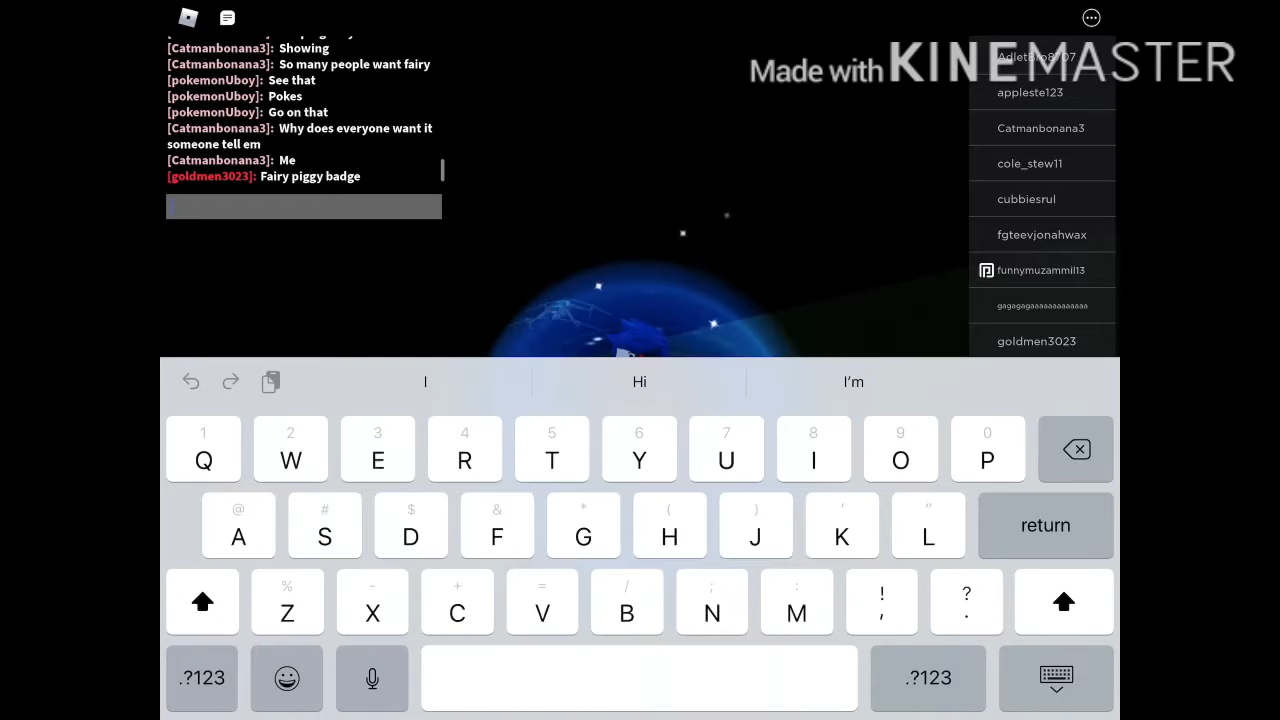 Made with KINEMASTER
[Catmanbonana3]: Showing
[Catmanbonana3]: So many people want fairy
[pokemonUboy]: See that
[pokemonUboy]: Pokes
[pokemonUboy]: Go on that
[Catmanbonana3]: Why does everyone want it
someone tell em
[Catmanbonana3]: Me
[goldmen3023]: Fairy piggy badge
AdletBro8707
appleste123
Catmanbonana3
cole_stew11
cubbiesrul
fgteevjonahwax
funnymuzammil13
gagagagaaaaaaaaaaaaa
goldmen3023
I Hi I'm
1 2 3 4 5 6 7 8 9 0
Q W E R T Y U I O P
@ # $ & * ( ) ' "
A S D F G H J K L return
% - + = / ; : ! ?
Z X C V B N M , .
.?123 .?123